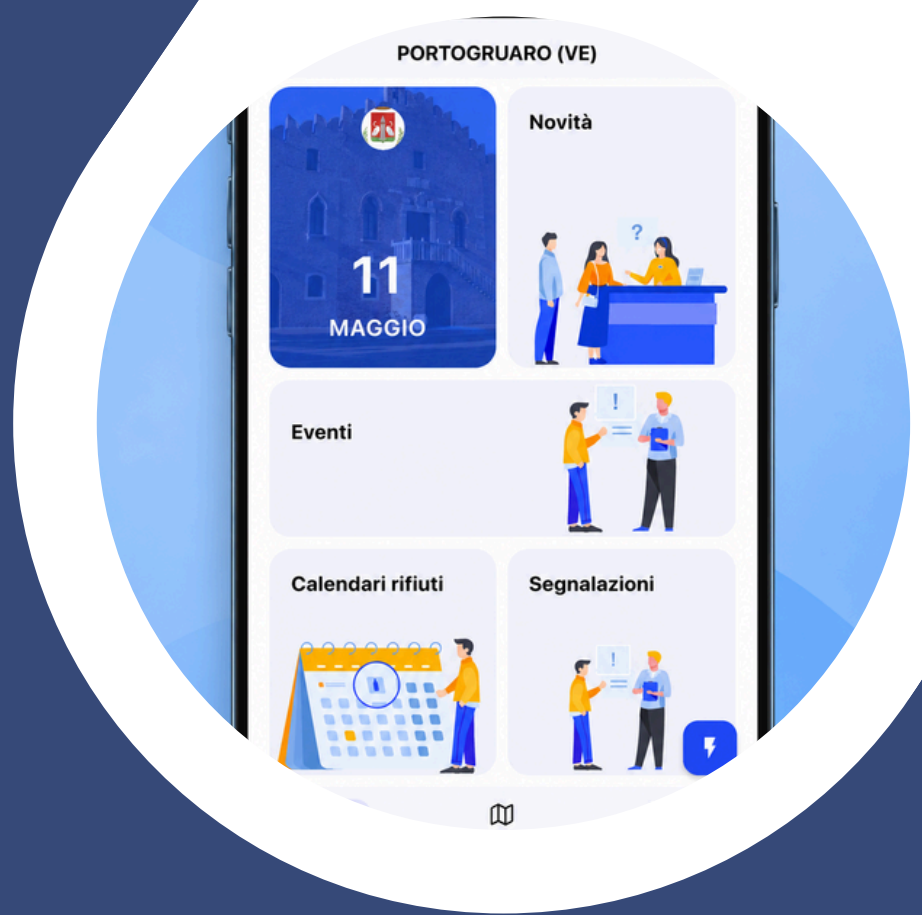 PORTOGRUARO (VE)
Novità
11
MAGGIO
?
!
Eventi
Calendari rifiuti
Segnalazioni
!